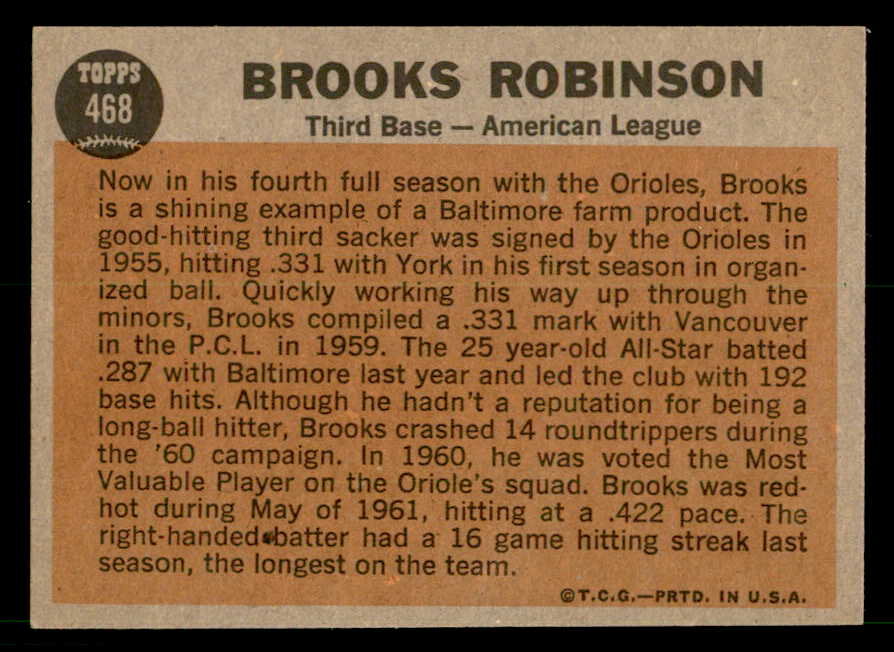 TOPPS
468
BROOKS ROBINSON
Third Base — American League
Now in his fourth full season with the Orioles, Brooks
is a shining example of a Baltimore farm product. The
good-hitting third sacker was signed by the Orioles in
1955, hitting .331 with York in his first season in organ-
ized ball. Quickly working his way up through the
minors, Brooks compiled a .331 mark with Vancouver
in the P.C.L. in 1959. The 25 year-old All-Star batted
.287 with Baltimore last year and led the club with 192
base hits. Although he hadn't a reputation for being a
long-ball hitter, Brooks crashed 14 roundtrippers during
the '60 campaign. In 1960, he was voted the Most
Valuable Player on the Oriole's squad. Brooks was red-
hot during May of 1961, hitting at a .422 pace. The
right-handed batter had a 16 game hitting streak last
season, the longest on the team.
©T.C.G.—PRTD. IN U.S.A.